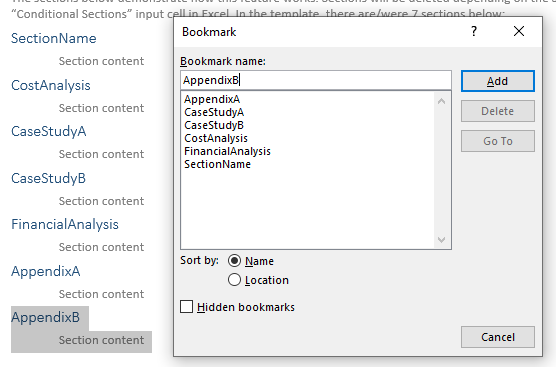 The sections below demonstrate how this feature works. Sections will be deleted depending on the
"Conditional Sections" input cell in Excel. In the template, there are/were 7 sections below:
SectionName
Section content
CostAnalysis
Section content
CaseStudyA
Section content
CaseStudyB
Section content
FinancialAnalysis
Section content
AppendixA
Section content
AppendixB
Section content
Bookmark
? ×
Bookmark name:
AppendixB
Add
AppendixA
CaseStudyA
CaseStudyB
CostAnalysis
FinancialAnalysis
SectionName
Delete
Go To
Sort by:
Name
Location
Hidden bookmarks
Cancel